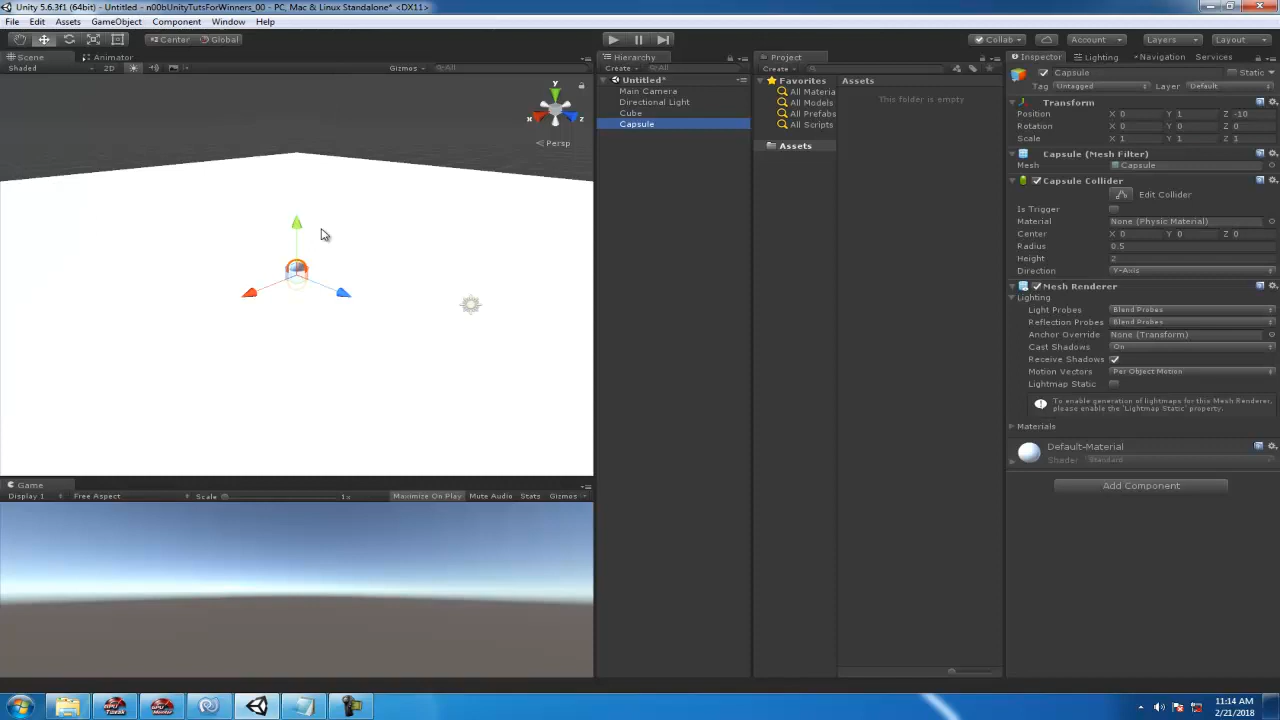 Unity 5.6.3f1 (64bit) - Untitled - n00bUnityTutsForWinners_00 - PC, Mac & Linux Standalone* <DX11>
File Edit Assets GameObject Component Window Help
Center Global Collab Account Layers Layout
Scene Animator
Shaded 2D Gizmos All
y
x z
Persp
Game
Display 1 Free Aspect Scale 1x Maximize On Play Mute Audio Stats Gizmos
Hierarchy
Create All
Untitled*
Main Camera
Directional Light
Cube
Capsule
Project
Create
Favorites
All Materia
All Models
All Prefabs
All Scripts
Assets
Assets
This folder is empty
Inspector Lighting Navigation Services
Capsule Static
Tag Untagged Layer Default
Transform
Position X 0 Y 1 Z -10
Rotation X 0 Y 0 Z 0
Scale X 1 Y 1 Z 1
Capsule (Mesh Filter)
Mesh Capsule
Capsule Collider
Edit Collider
Is Trigger
Material None (Physic Material)
Center X 0 Y 0 Z 0
Radius 0.5
Height 2
Direction Y-Axis
Mesh Renderer
Lighting
Light Probes Blend Probes
Reflection Probes Blend Probes
Anchor Override None (Transform)
Cast Shadows On
Receive Shadows
Motion Vectors Per Object Motion
Lightmap Static
To enable generation of lightmaps for this Mesh Renderer,
please enable the 'Lightmap Static' property.
Materials
Default-Material
Shader Standard
Add Component
11:14 AM
2/21/2018